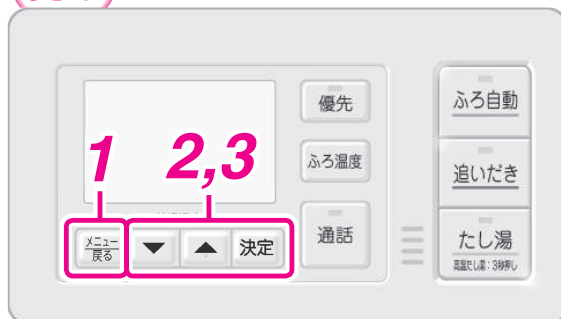 優先
ふろ自動
1
2,3
ふろ温度
追いだき
メニュー
戻る
▼
▲
決定
通話
たし湯
高温たし湯：3秒押し